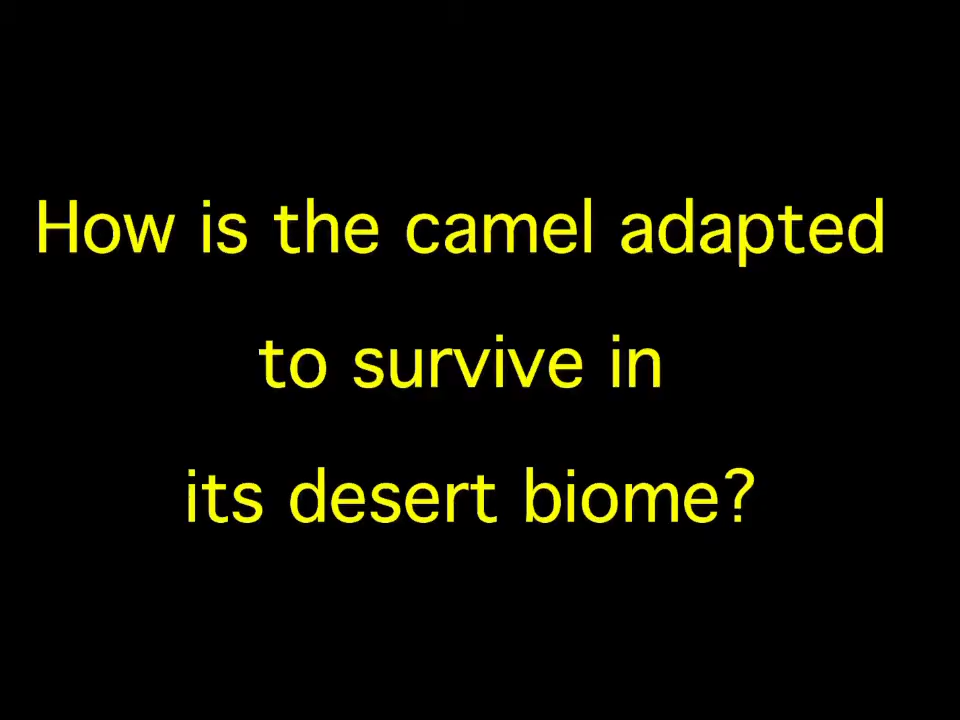 How is the camel adapted
to survive in
its desert biome?